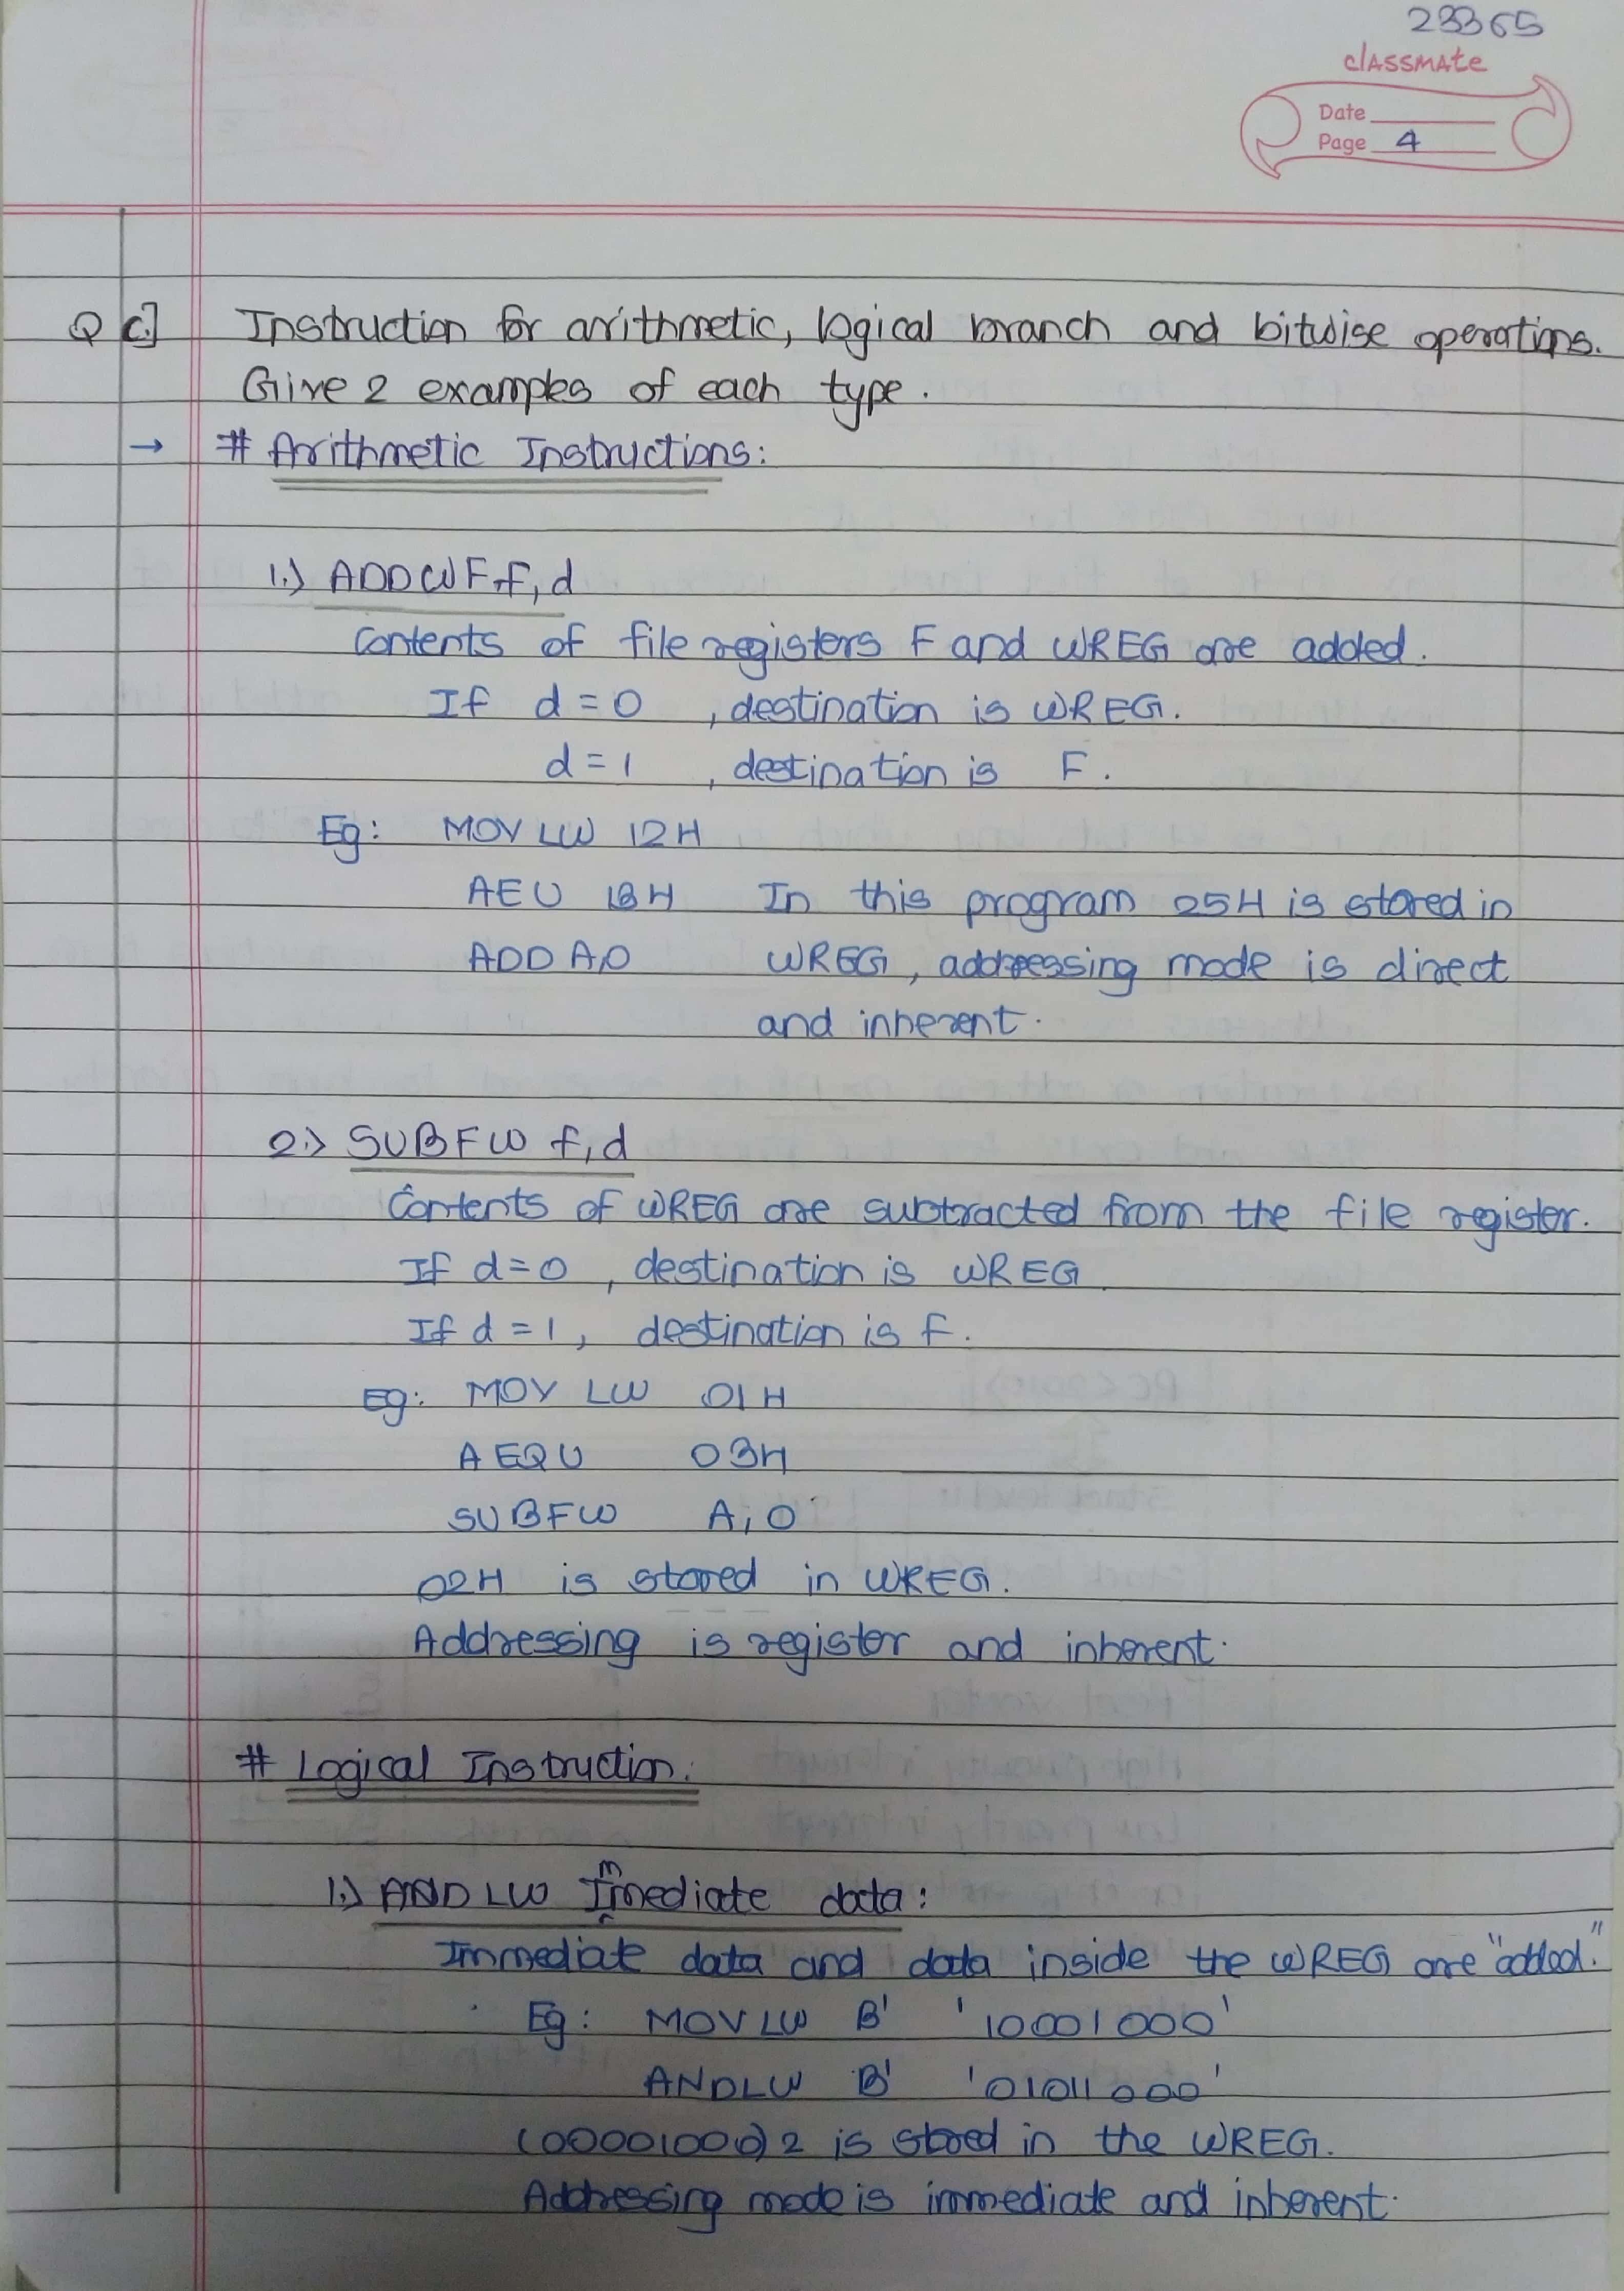 23365
classmate
Date
Page 4
Q c.] Instruction for arithmetic, logical branch and bitwise operations.
Give 2 examples of each type.
→ # Arithmetic Instructions:
1.) ADDWF f, d
Contents of file registers F and WREG are added.
If d = 0 , destination is WREG.
d = 1 , destination is F.
Eg: MOV LW 12H
AEU 13H In this program 25H is stored in
ADD A,0 WREG, addressing mode is direct
and inherent.
2.) SUBFW f, d
Contents of WREG are subtracted from the file register.
If d=0 , destination is WREG
If d = 1, destination is F.
Eg: MOV LW 01H
A EQU 03H
SUBFW A, 0
02H is stored in WREG.
Addressing is register and inherent.
# Logical Instruction:
1.) ANDLW Immediate data:
Immediate data and data inside the WREG are "added."
Eg: MOVLW B' '10001000'
ANDLW B' '01011000'
(00001000)2 is stored in the WREG.
Addressing mode is immediate and inherent.